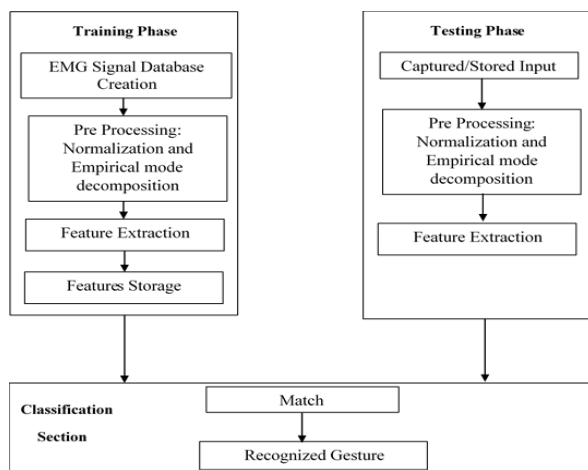 Training Phase
EMG Signal Database
Creation
Pre Processing:
Normalization and
Empirical mode
decomposition
Feature Extraction
Features Storage
Testing Phase
Captured/Stored Input
Pre Processing:
Normalization and
Empirical mode
decomposition
Feature Extraction
Classification
Section
Match
Recognized Gesture